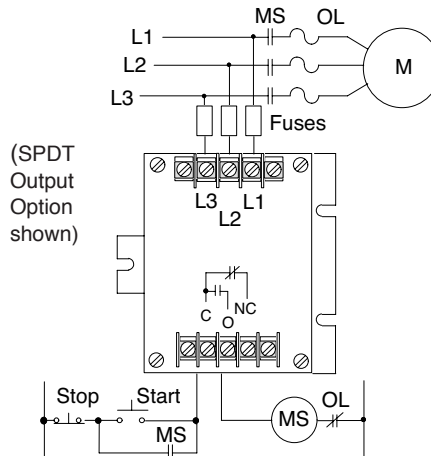 MS OL
L1
L2
M
L3
Fuses
(SPDT
Output
Option
shown)
L3
L2
L1
C
O
NC
Stop Start
MS
MS
OL